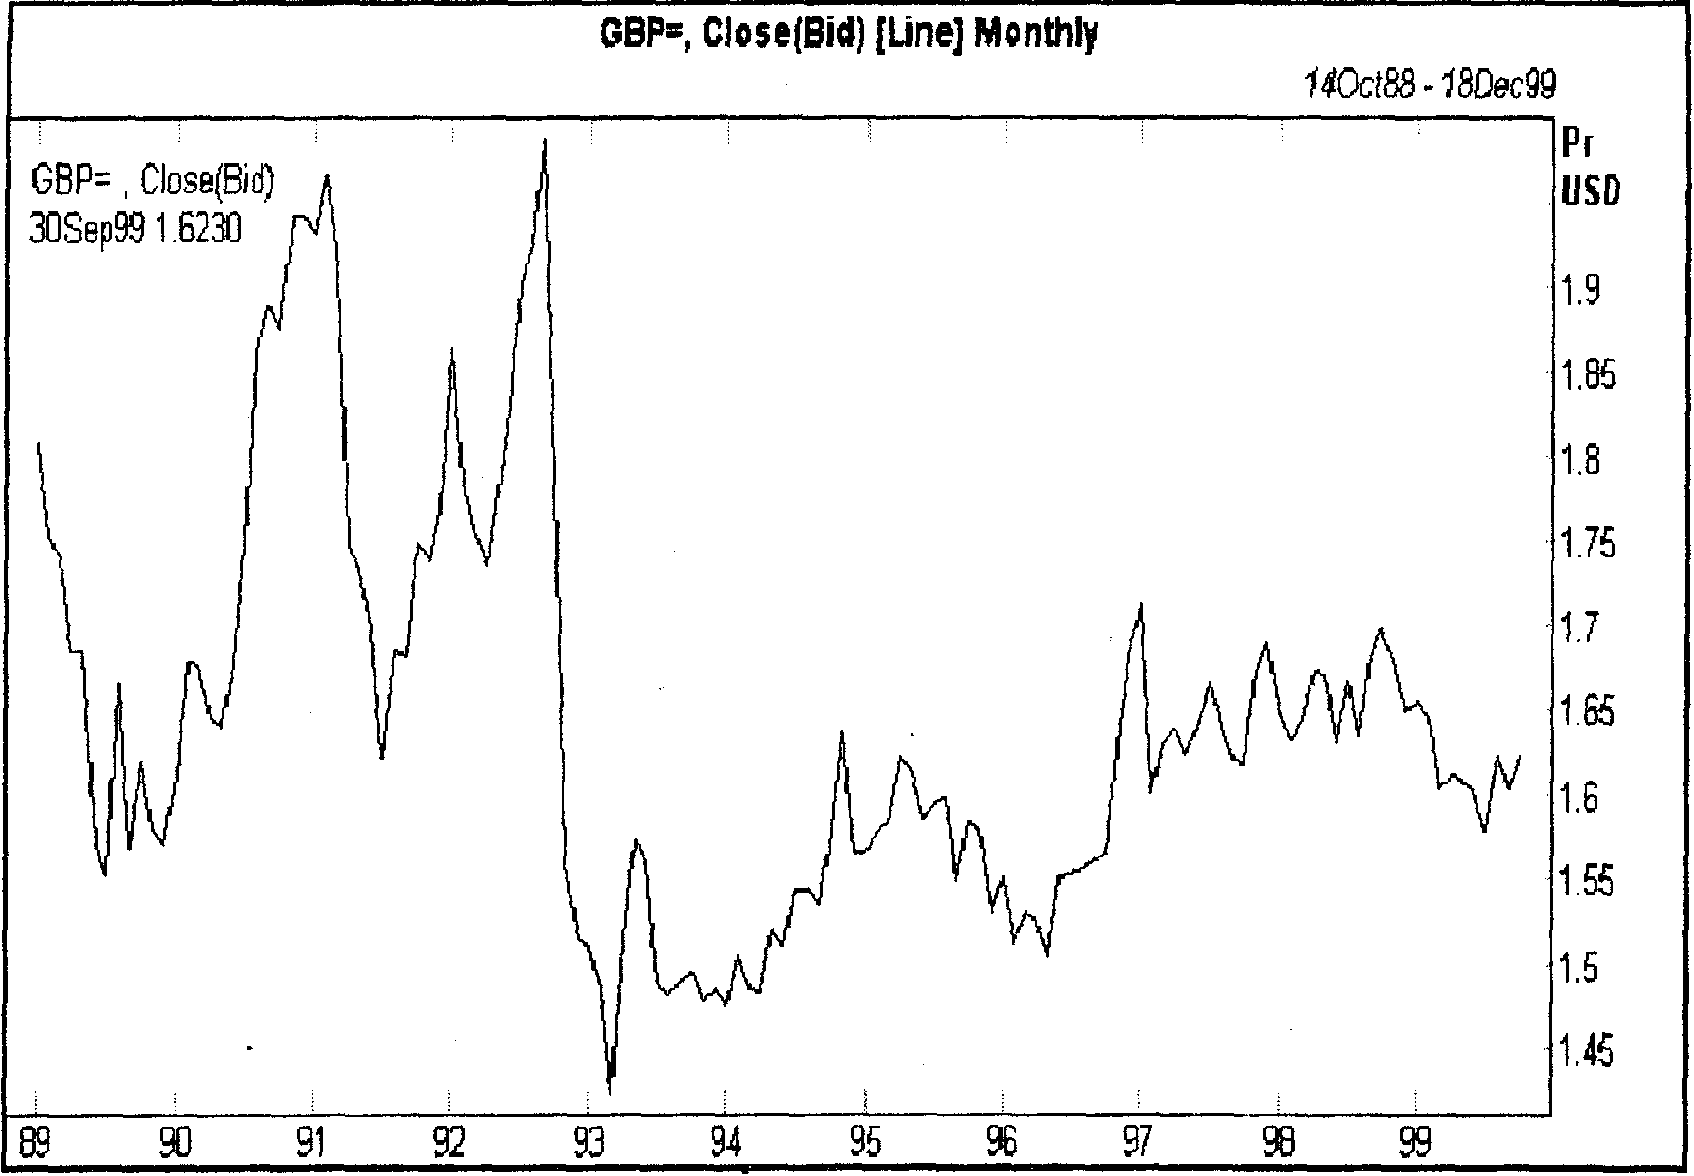 GBP=, Close(Bid) [Line] Monthly
14Oct88 - 18Dec99
GBP= , Close(Bid)
30Sep99 1.6230
Pr
USD
1.9
1.85
1.8
1.75
1.7
1.65
1.6
1.55
1.5
1.45
89 90 91 92 93 94 95 96 97 98 99